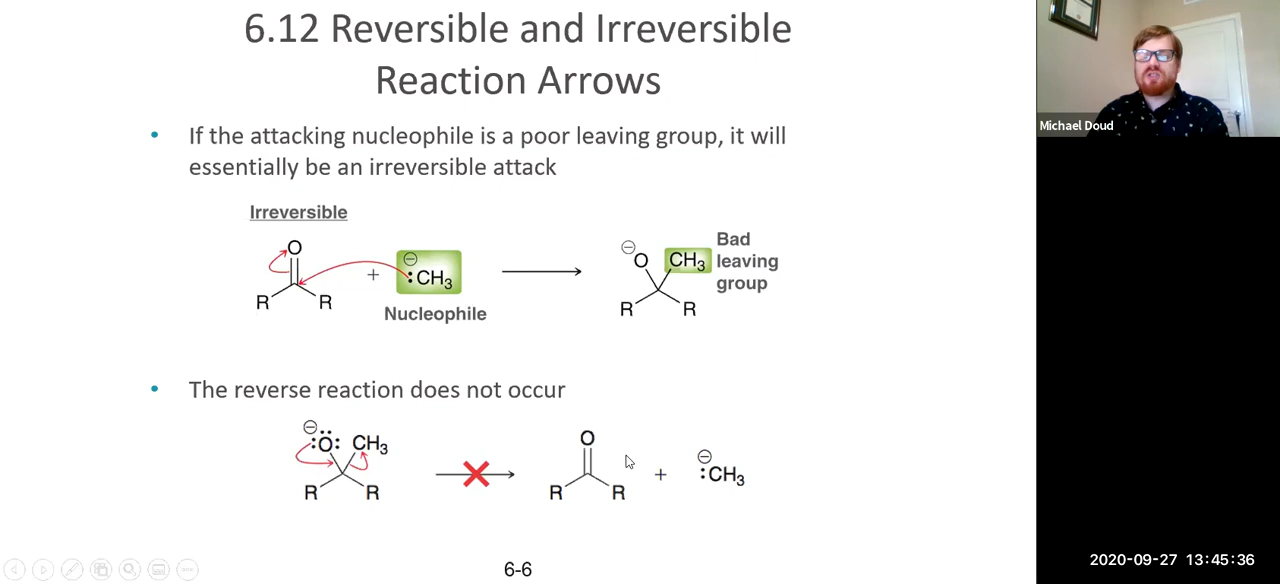 6.12 Reversible and Irreversible
Reaction Arrows
• If the attacking nucleophile is a poor leaving group, it will
essentially be an irreversible attack
Irreversible
O
R R
+
⊖
:CH3
Nucleophile
⊖
O CH3
R R
Bad
leaving
group
• The reverse reaction does not occur
⊖
:Ö: CH3
R R
O
R R
+
⊖
:CH3
6-6
Michael Doud
2020-09-27 13:45:36